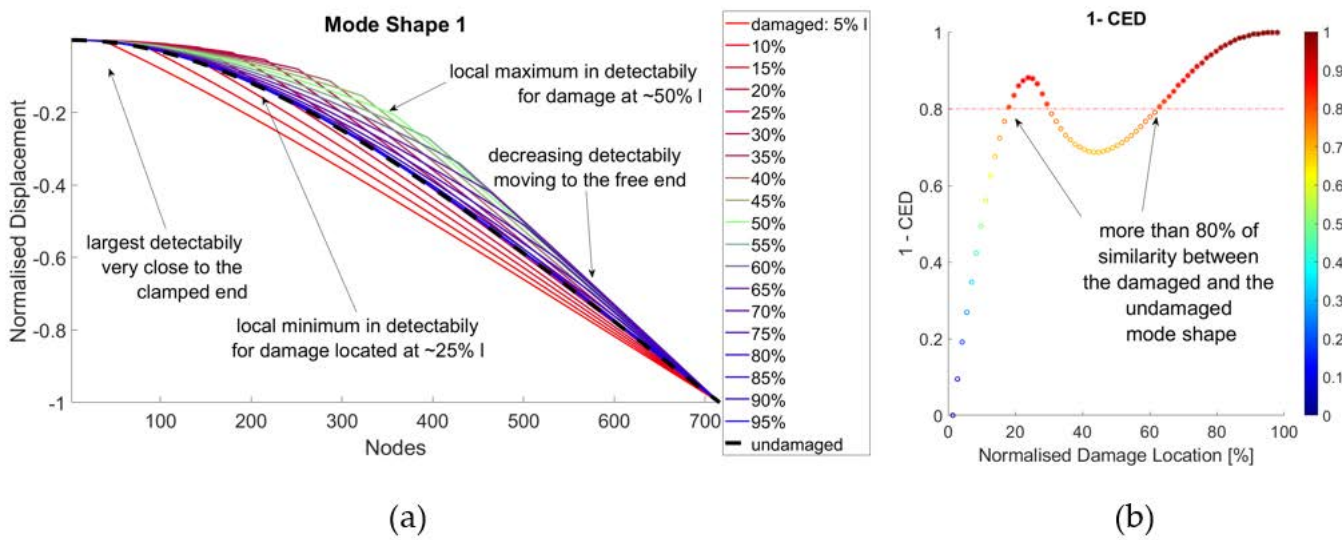 Mode Shape 1
-0.2
-0.4
-0.6
-0.8
-1
Normalised Displacement
100
200
300
400
500
600
700
Nodes
local maximum in detectabily
for damage at ~50% l
decreasing detectabily
moving to the free end
largest detectabily
very close to the
clamped end
local minimum in detectabily
for damage located at ~25% l
damaged: 5% l
10%
15%
20%
25%
30%
35%
40%
45%
50%
55%
60%
65%
70%
75%
80%
85%
90%
95%
undamaged
(a)
1- CED
1
0.8
0.6
0.4
0.2
0
1 - CED
0
20
40
60
80
100
Normalised Damage Location [%]
more than 80% of
similarity between
the damaged and the
undamaged
mode shape
1
0.9
0.8
0.7
0.6
0.5
0.4
0.3
0.2
0.1
0
(b)